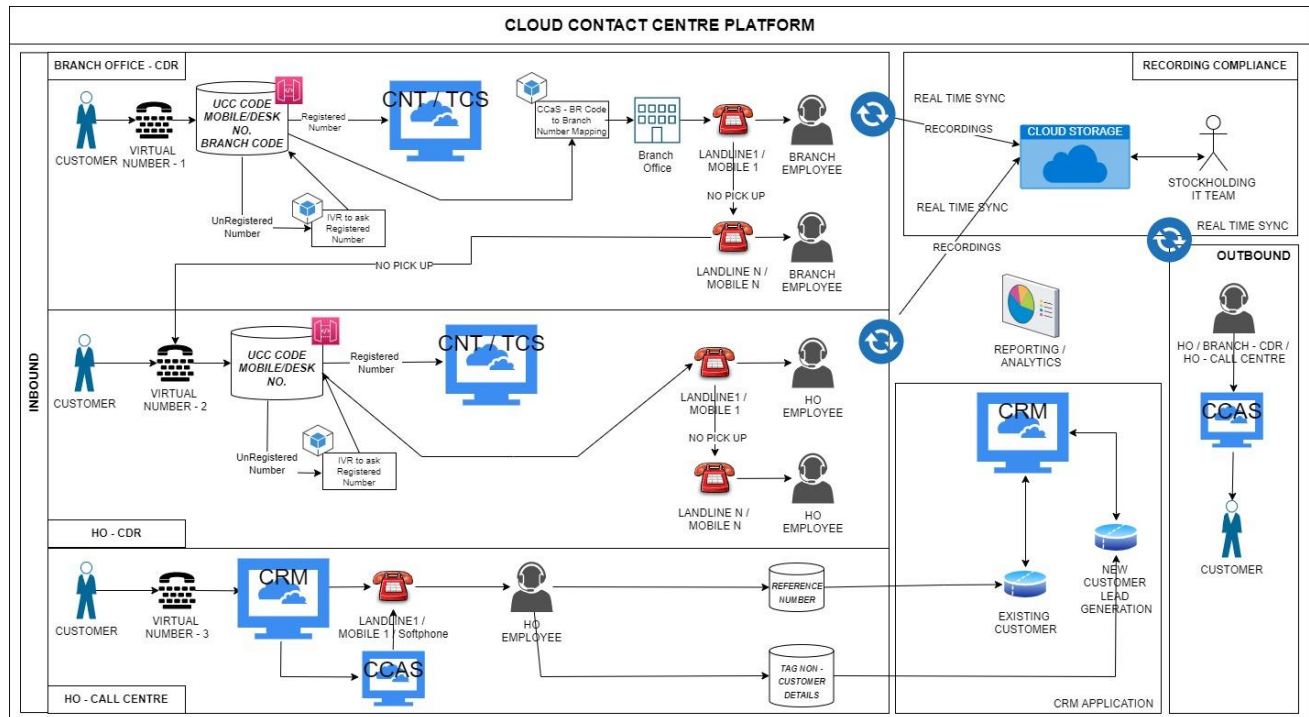 CLOUD CONTACT CENTRE PLATFORM
BRANCH OFFICE - CDR
CUSTOMER
VIRTUAL
NUMBER - 1
UCC CODE
MOBILE/DESK
NO.
BRANCH CODE
Registered
Number
CNT / TCS
UnRegistered
Number
IVR to ask
Registered
Number
CCaS - BR Code
to Branch
Number Mapping
Branch
Office
LANDLINE1 /
MOBILE 1
BRANCH
EMPLOYEE
NO PICK UP
LANDLINE N /
MOBILE N
BRANCH
EMPLOYEE
NO PICK UP
RECORDING COMPLIANCE
REAL TIME SYNC
RECORDINGS
CLOUD STORAGE
STOCKHOLDING
IT TEAM
REAL TIME SYNC
RECORDINGS
REAL TIME SYNC
INBOUND
CUSTOMER
VIRTUAL
NUMBER - 2
UCC CODE
MOBILE/DESK
NO.
Registered
Number
CNT / TCS
UnRegistered
Number
IVR to ask
Registered
Number
LANDLINE1 /
MOBILE 1
HO
EMPLOYEE
NO PICK UP
LANDLINE N /
MOBILE N
HO
EMPLOYEE
HO - CDR
REPORTING /
ANALYTICS
OUTBOUND
HO / BRANCH - CDR /
HO - CALL CENTRE
CCAS
CUSTOMER
CUSTOMER
VIRTUAL
NUMBER - 3
CRM
LANDLINE1 /
MOBILE 1 / Softphone
CCAS
HO
EMPLOYEE
REFERENCE
NUMBER
TAG NON -
CUSTOMER
DETAILS
HO - CALL CENTRE
CRM
EXISTING
CUSTOMER
NEW
CUSTOMER
LEAD
GENERATION
CRM APPLICATION